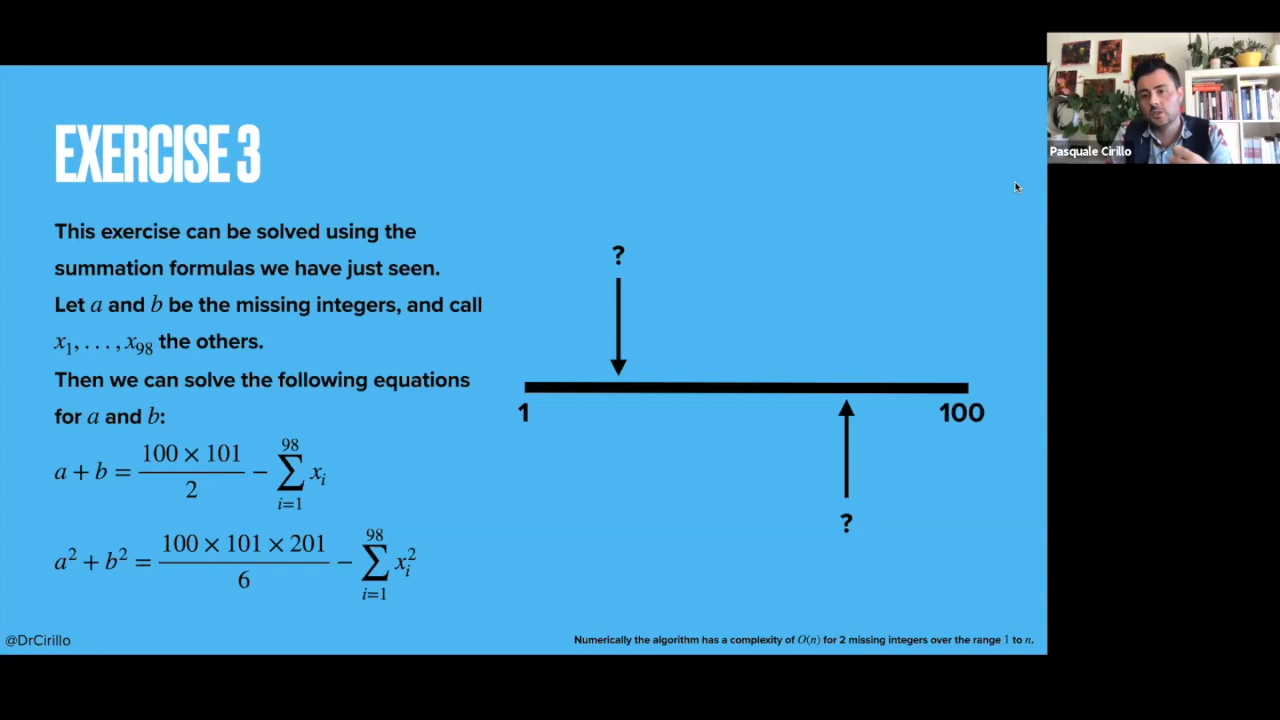 EXERCISE 3
This exercise can be solved using the
summation formulas we have just seen.
Let a and b be the missing integers, and call
x₁, . . . , x₉₈ the others.
Then we can solve the following equations
for a and b:
a + b = (100 × 101)/2 − ∑_{i=1}^{98} xᵢ
a² + b² = (100 × 101 × 201)/6 − ∑_{i=1}^{98} xᵢ²
?
1
100
?
@DrCirillo
Numerically the algorithm has a complexity of O(n) for 2 missing integers over the range 1 to n.
Pasquale Cirillo